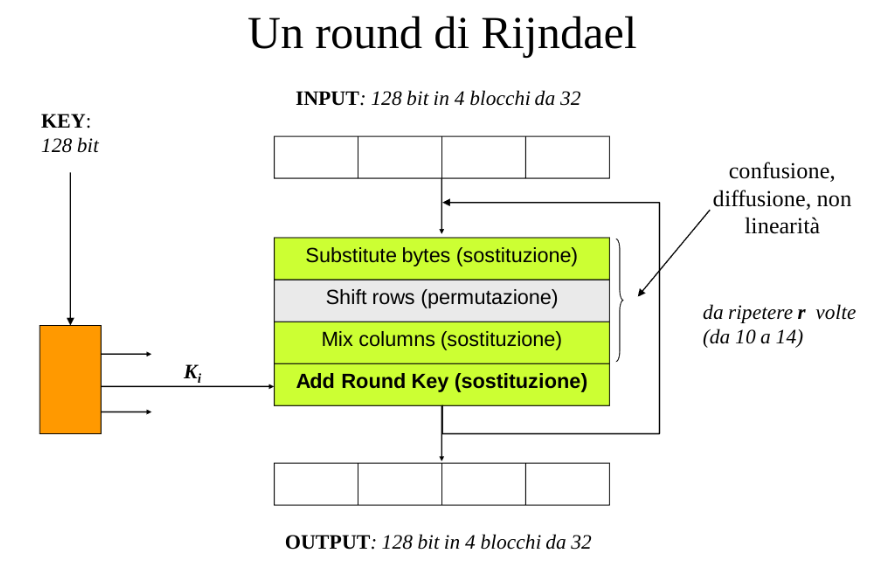 Un round di Rijndael
INPUT: 128 bit in 4 blocchi da 32
KEY:
128 bit
confusione,
diffusione, non
linearità
Substitute bytes (sostituzione)
Shift rows (permutazione)
da ripetere r volte
(da 10 a 14)
Mix columns (sostituzione)
Ki
Add Round Key (sostituzione)
OUTPUT: 128 bit in 4 blocchi da 32